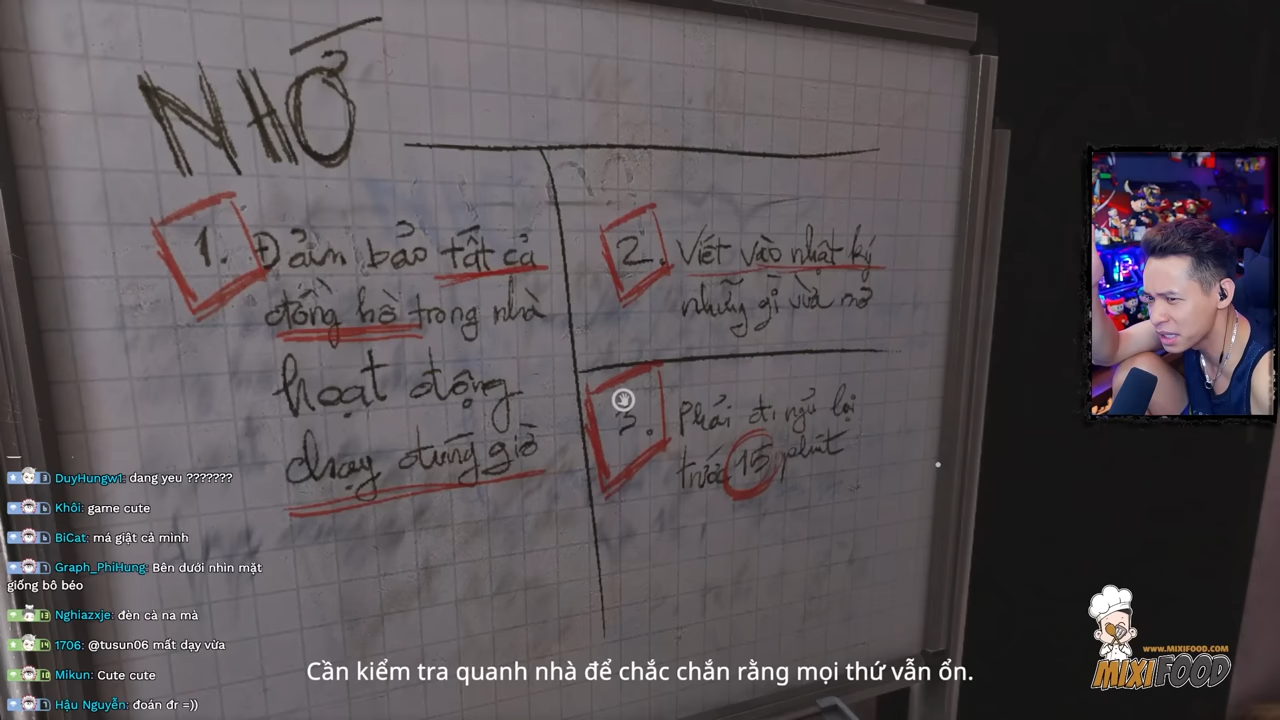 NHỚ
1. Đảm bảo tất cả
đồng hồ trong nhà
hoạt động
chạy đúng giờ
2. Viết vào nhật ký
những gì vừa mơ
3. Phải đi ngủ lại
trước 15 phút
DuyHungw1: dang yeu ???????
Khôi: game cute
BiCat: má giật cả mình
Graph_PhiHung: Bên dưới nhìn mặt
giống bô béo
Nghiazxje: đèn cà na mà
1706: @tusun06 mất dạy vừa
Mikun: Cute cute
Hậu Nguyễn: đoán đr =))
Cần kiểm tra quanh nhà để chắc chắn rằng mọi thứ vẫn ổn.
WWW.MIXIFOOD.COM
MIXIFOOD